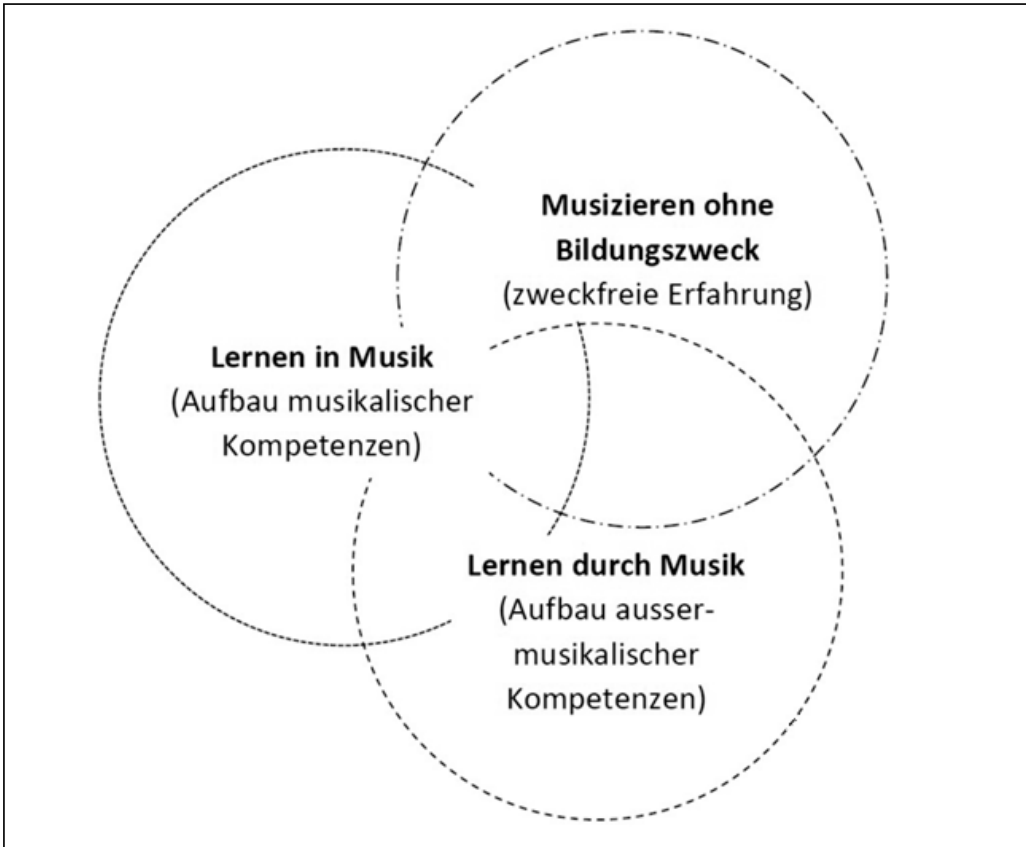 Musizieren ohne
Bildungszweck
(zweckfreie Erfahrung)
Lernen in Musik
(Aufbau musikalischer
Kompetenzen)
Lernen durch Musik
(Aufbau ausser-
musikalischer
Kompetenzen)